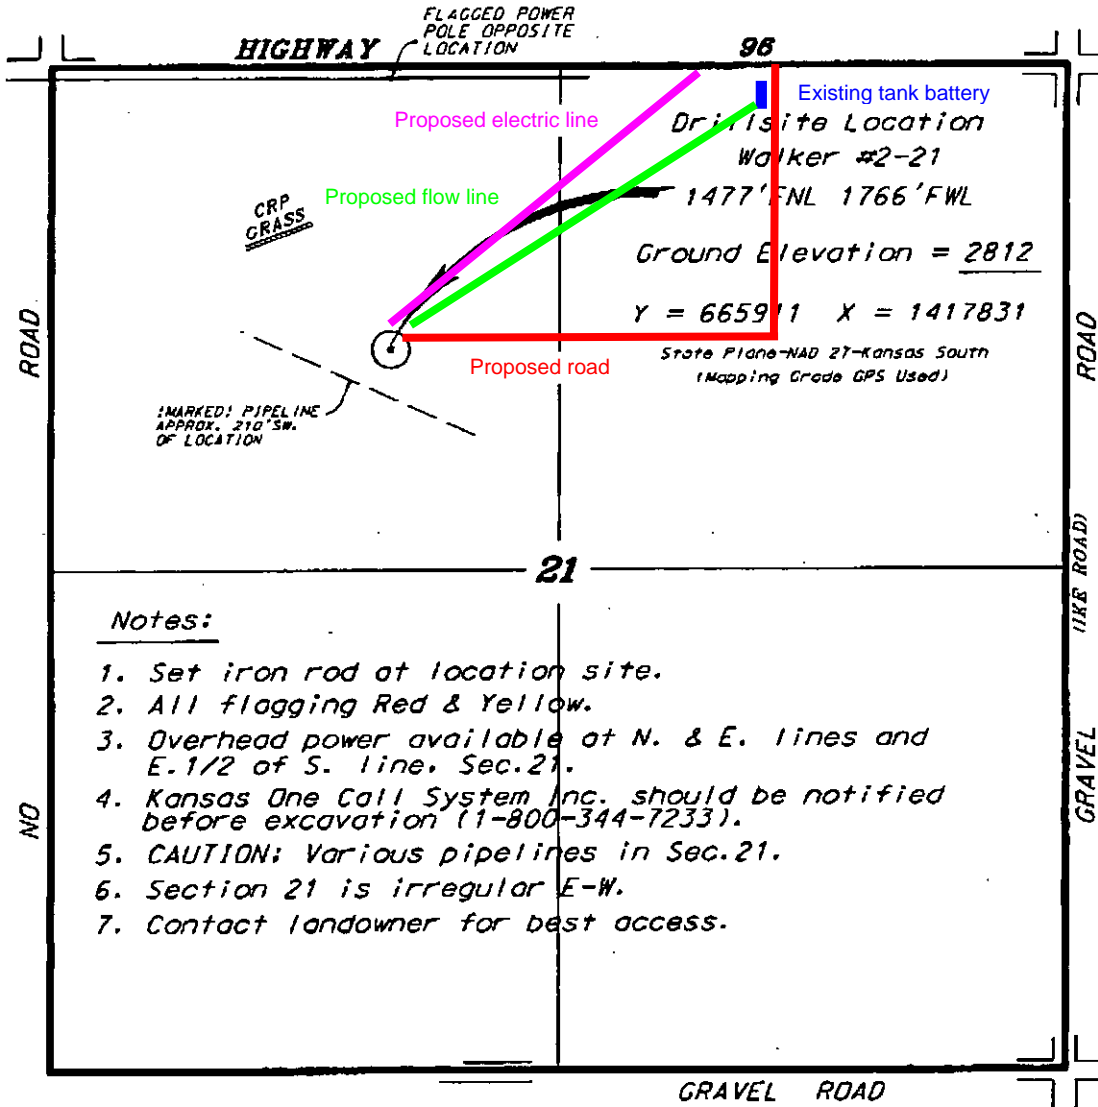 FLAGGED POWER
POLE OPPOSITE
LOCATION
HIGHWAY
96
Existing tank battery
Proposed electric line
Drillsite Location
Walker #2-21
Proposed flow line
1477'FNL 1766'FWL
CRP
GRASS
Ground Elevation = 2812
Y = 665911 X = 1417831
State Plane-NAD 27-Kansas South
(Mapping Grade GPS Used)
Proposed road
(MARKED) PIPELINE
APPROX. 210'SW.
OF LOCATION
ROAD
NO
ROAD
(IKE ROAD)
GRAVEL
21
Notes:
1. Set iron rod at location site.
2. All flagging Red & Yellow.
3. Overhead power available at N. & E. lines and
E.1/2 of S. line, Sec.21.
4. Kansas One Call System Inc. should be notified
before excavation (1-800-344-7233).
5. CAUTION: Various pipelines in Sec.21.
6. Section 21 is irregular E-W.
7. Contact landowner for best access.
GRAVEL ROAD